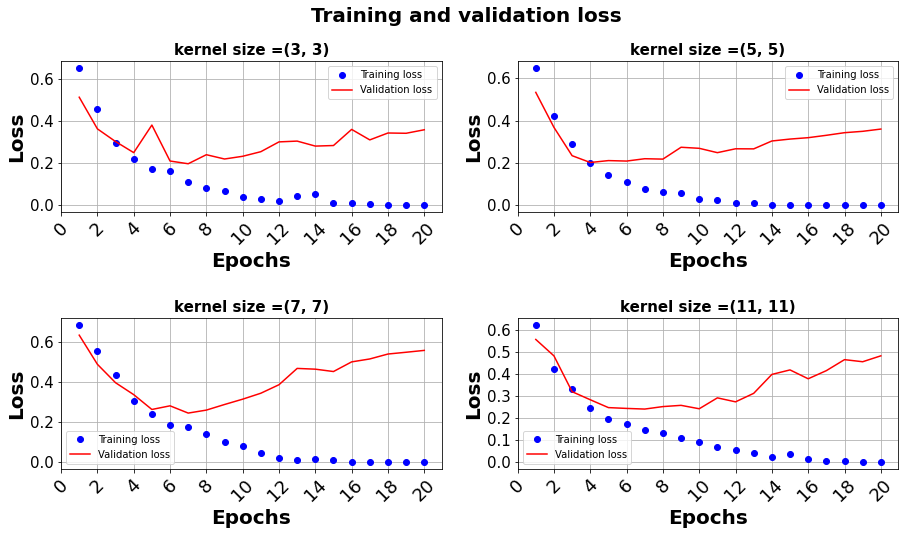 Training and validation loss
kernel size =(3, 3)
Loss
0.6
0.4
0.2
0.0
Training loss
Validation loss
0 2 4 6 8 10 12 14 16 18 20
Epochs
kernel size =(5, 5)
Loss
0.6
0.4
0.2
0.0
Training loss
Validation loss
0 2 4 6 8 10 12 14 16 18 20
Epochs
kernel size =(7, 7)
Loss
0.6
0.4
0.2
0.0
Training loss
Validation loss
0 2 4 6 8 10 12 14 16 18 20
Epochs
kernel size =(11, 11)
Loss
0.6
0.5
0.4
0.3
0.2
0.1
0.0
Training loss
Validation loss
0 2 4 6 8 10 12 14 16 18 20
Epochs